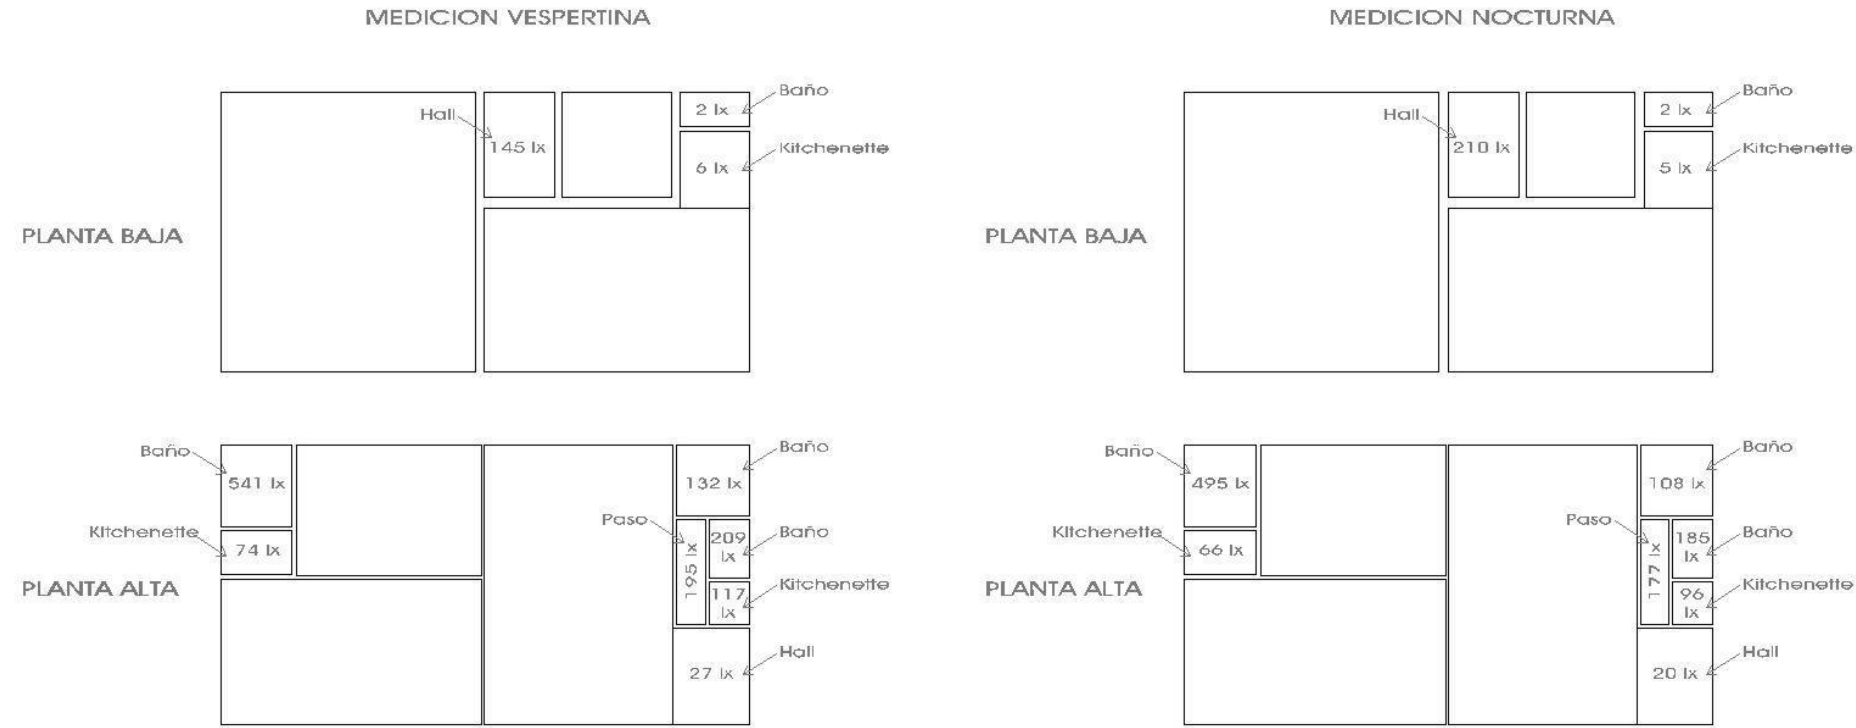 MEDICION VESPERTINA
Baño
Hall
2 lx
145 lx
Kitchenette
6 lx
PLANTA BAJA
Baño
Baño
541 lx
132 lx
Paso
Kitchenette
209
lx
Baño
74 lx
195 lx
PLANTA ALTA
Kitchenette
117
lx
Hall
27 lx
MEDICION NOCTURNA
Baño
Hall
2 lx
210 lx
Kitchenette
5 lx
PLANTA BAJA
Baño
Baño
495 lx
108 lx
Paso
Kitchenette
185
lx
Baño
66 lx
177 lx
PLANTA ALTA
Kitchenette
96
lx
Hall
20 lx